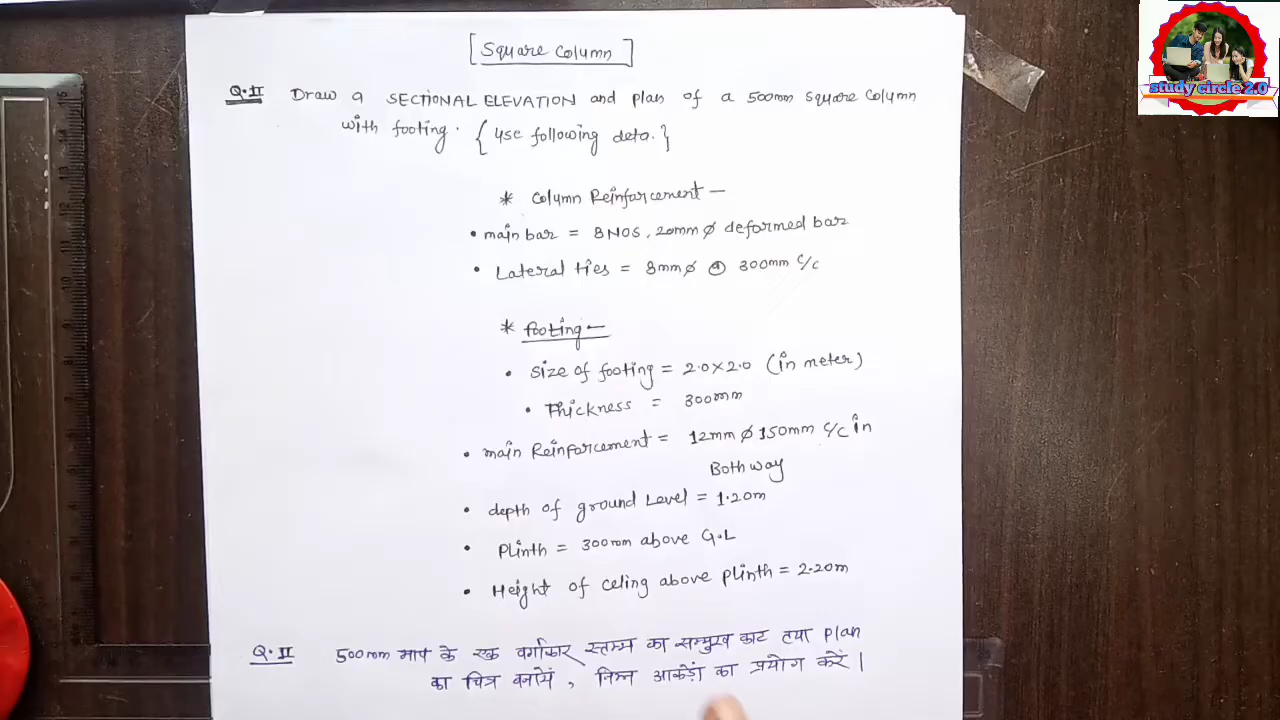 [Square Column]
Q.II Draw a SECTIONAL ELEVATION and plan of a 500mm square column
with footing. {Use following deta.}
* Column Reinforcement —
• main bar = 8NOS, 20mm ϕ deformed bar
• Lateral ties = 8mmϕ @ 300mm c/c
* footing —
• Size of footing = 2.0×2.0 (in meter)
• Thickness = 300mm
• main Reinforcement = 12mm ϕ 150mm c/c in
Both way
• depth of ground Level = 1.20m
• Plinth = 300mm above G.L
• Height of celing above plinth = 2.20m
Q.II 500mm माप के एक वर्गाकार स्तम्भ का सम्मुख काट तथा plan
का चित्र बनायें , निम्न आकेड़ों का प्रयोग करें |
study circle 2.0